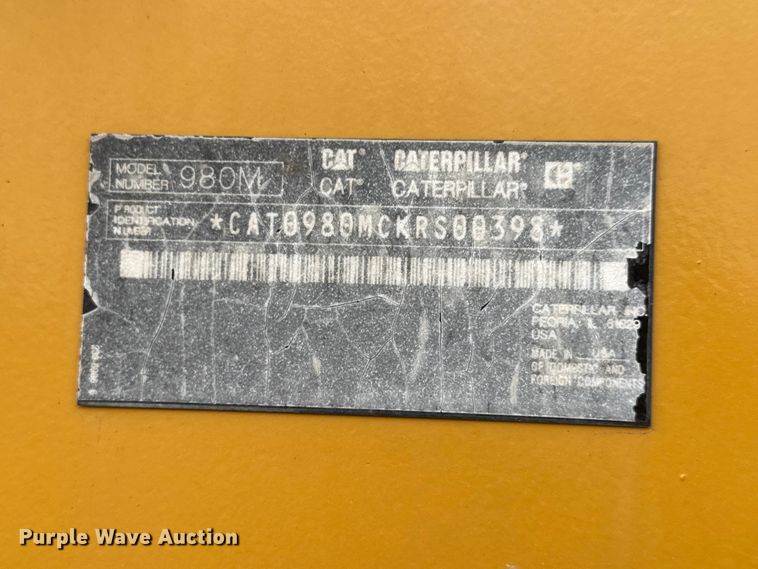 MODEL NUMBER 980M
CAT® CATERPILLAR®
CAT® CATERPILLAR®
PRODUCT IDENTIFICATION NUMBER
*CAT0980MCKRS00398*
CATERPILLAR, INC.
PEORIA, IL 61629
USA
MADE IN USA
OF DOMESTIC AND
FOREIGN COMPONENTS
Purple Wave Auction